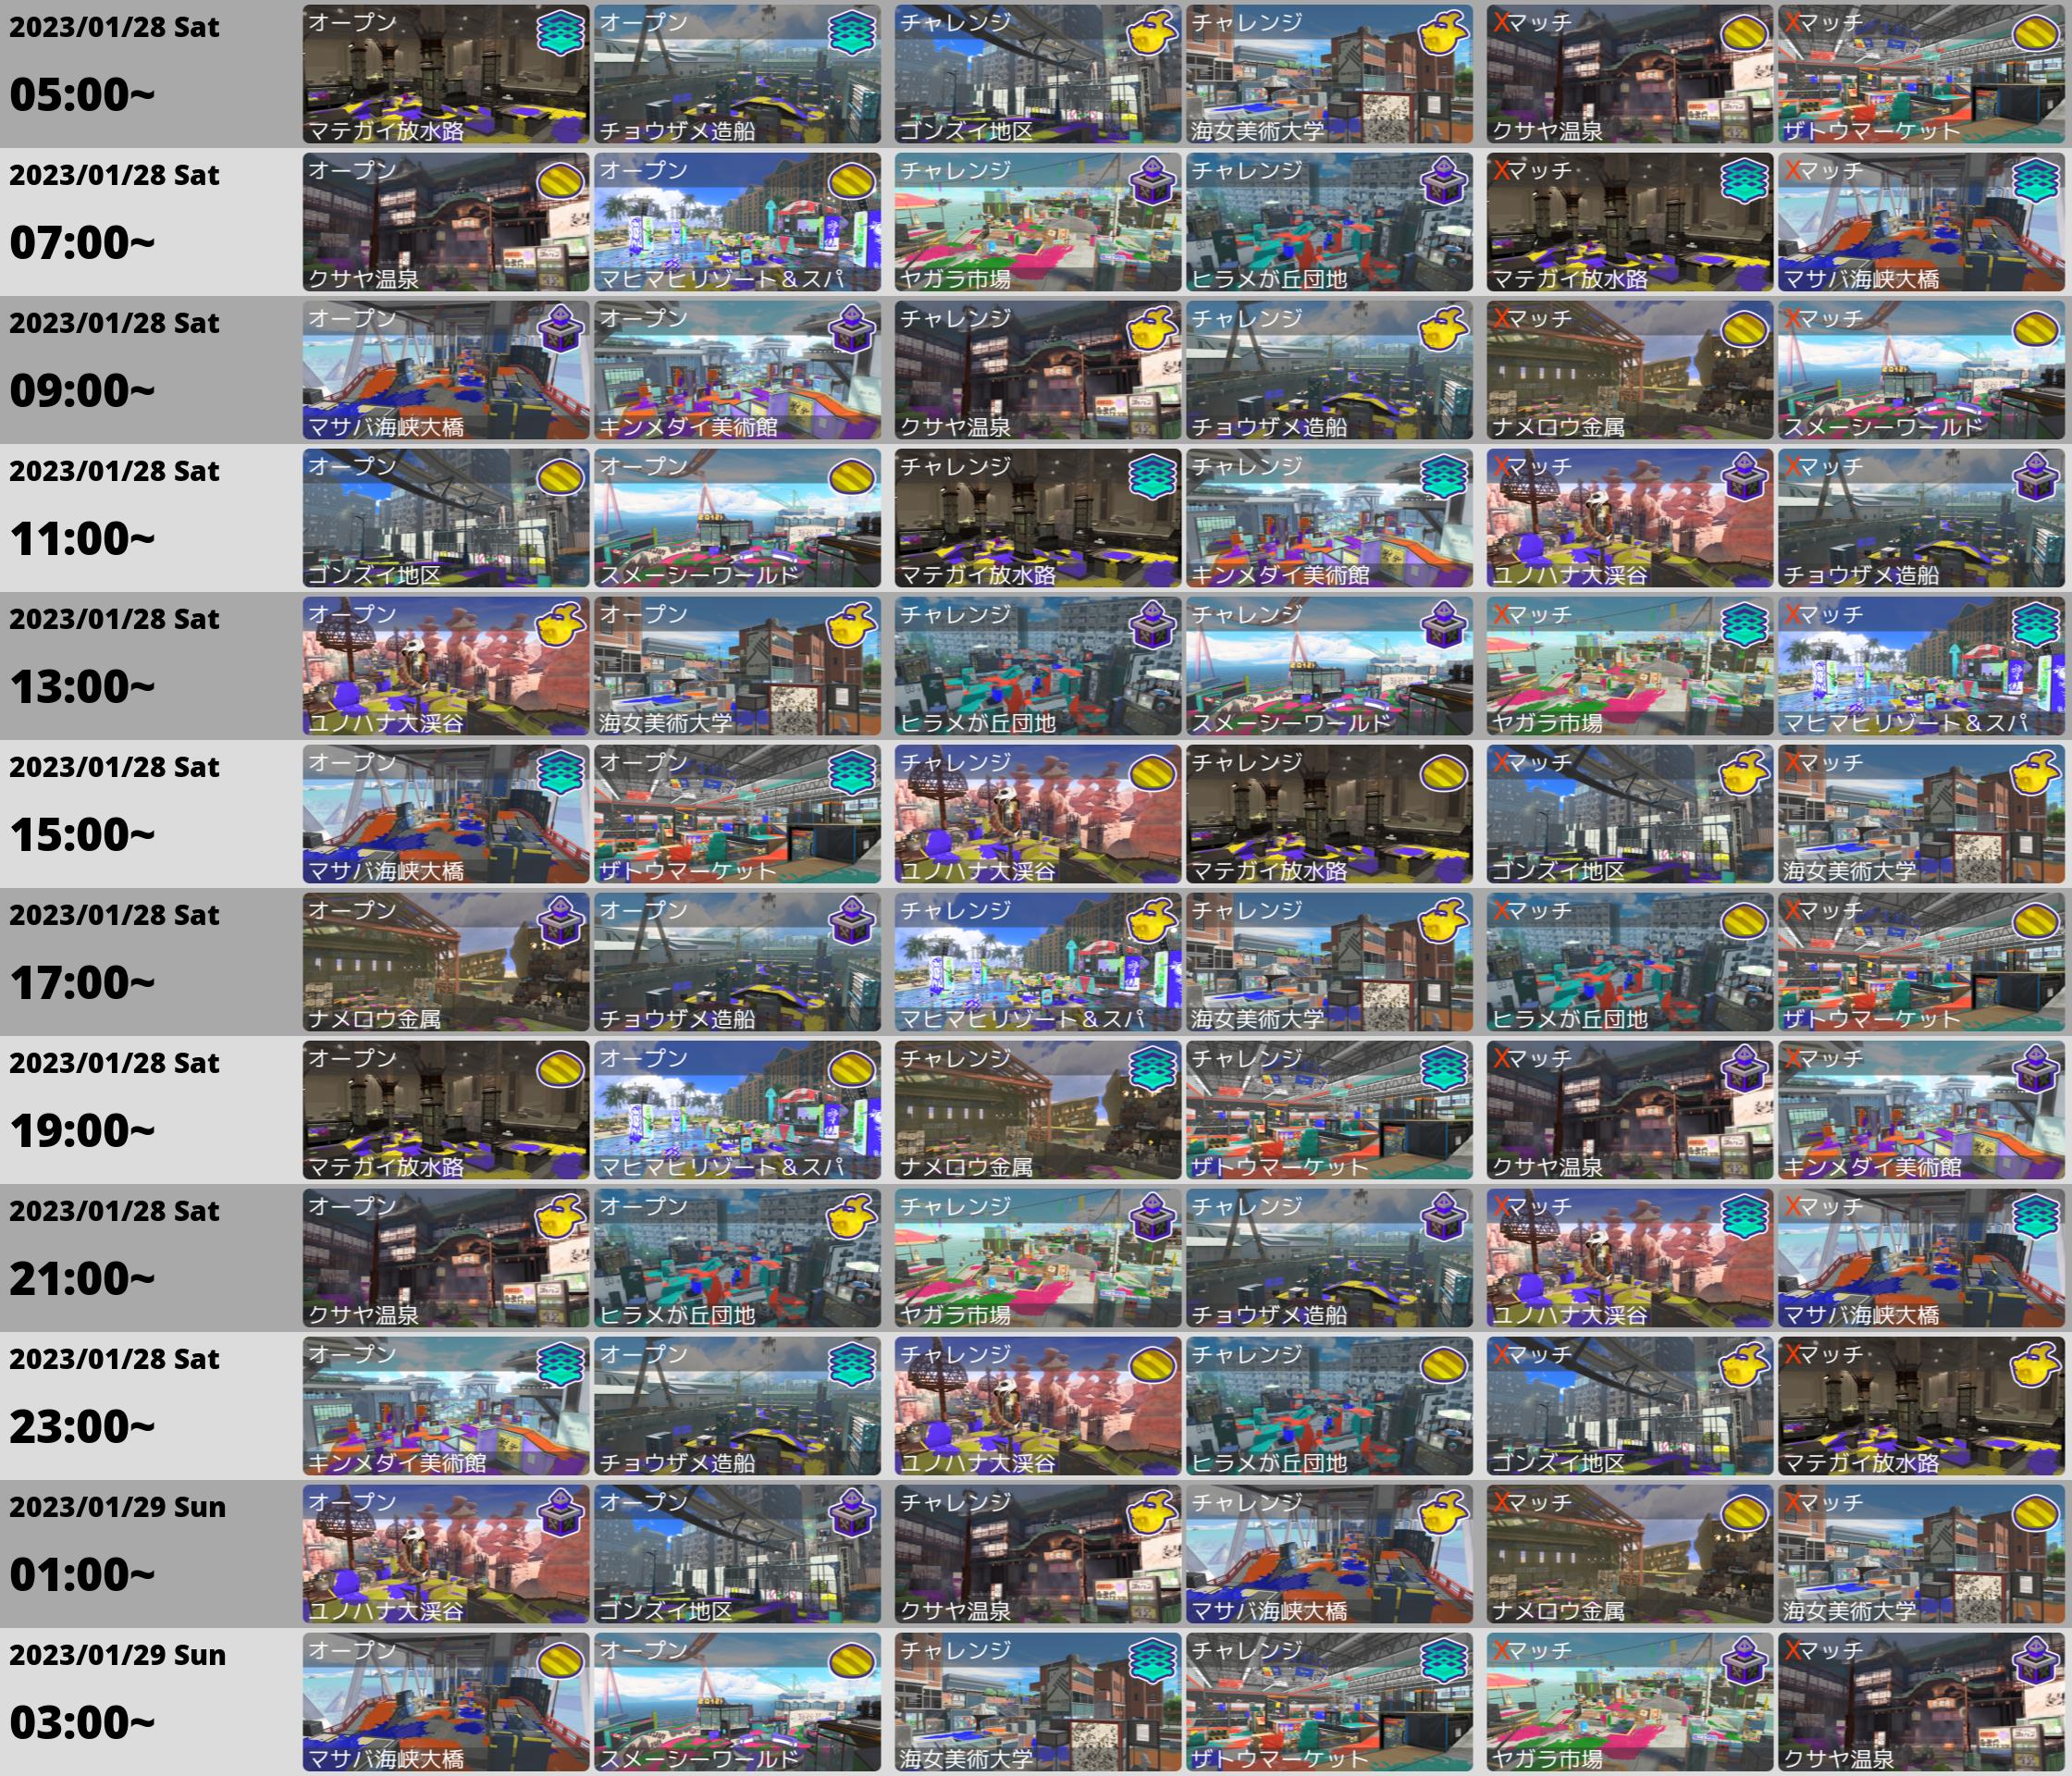 2023/01/28 Sat
05:00~
オープン オープン チャレンジ チャレンジ Xマッチ Xマッチ
マテガイ放水路 チョウザメ造船 ゴンズイ地区 海女美術大学 クサヤ温泉 ザトウマーケット
2023/01/28 Sat
07:00~
オープン オープン チャレンジ チャレンジ Xマッチ Xマッチ
クサヤ温泉 マヒマヒリゾート&スパ ヤガラ市場 ヒラメが丘団地 マテガイ放水路 マサバ海峡大橋
2023/01/28 Sat
09:00~
オープン オープン チャレンジ チャレンジ Xマッチ Xマッチ
マサバ海峡大橋 キンメダイ美術館 クサヤ温泉 チョウザメ造船 ナメロウ金属 スメーシーワールド
2023/01/28 Sat
11:00~
オープン オープン チャレンジ チャレンジ Xマッチ Xマッチ
ゴンズイ地区 スメーシーワールド マテガイ放水路 キンメダイ美術館 ユノハナ大渓谷 チョウザメ造船
2023/01/28 Sat
13:00~
オープン オープン チャレンジ チャレンジ Xマッチ Xマッチ
ユノハナ大渓谷 海女美術大学 ヒラメが丘団地 スメーシーワールド ヤガラ市場 マヒマヒリゾート&スパ
2023/01/28 Sat
15:00~
オープン オープン チャレンジ チャレンジ Xマッチ Xマッチ
マサバ海峡大橋 ザトウマーケット ユノハナ大渓谷 マテガイ放水路 ゴンズイ地区 海女美術大学
2023/01/28 Sat
17:00~
オープン オープン チャレンジ チャレンジ Xマッチ Xマッチ
ナメロウ金属 チョウザメ造船 マヒマヒリゾート&スパ 海女美術大学 ヒラメが丘団地 ザトウマーケット
2023/01/28 Sat
19:00~
オープン オープン チャレンジ チャレンジ Xマッチ Xマッチ
マテガイ放水路 マヒマヒリゾート&スパ ナメロウ金属 ザトウマーケット クサヤ温泉 キンメダイ美術館
2023/01/28 Sat
21:00~
オープン オープン チャレンジ チャレンジ Xマッチ Xマッチ
クサヤ温泉 ヒラメが丘団地 ヤガラ市場 チョウザメ造船 ユノハナ大渓谷 マサバ海峡大橋
2023/01/28 Sat
23:00~
オープン オープン チャレンジ チャレンジ Xマッチ Xマッチ
キンメダイ美術館 チョウザメ造船 ユノハナ大渓谷 ヒラメが丘団地 ゴンズイ地区 マテガイ放水路
2023/01/29 Sun
01:00~
オープン オープン チャレンジ チャレンジ Xマッチ Xマッチ
ユノハナ大渓谷 ゴンズイ地区 クサヤ温泉 マサバ海峡大橋 ナメロウ金属 海女美術大学
2023/01/29 Sun
03:00~
オープン オープン チャレンジ チャレンジ Xマッチ Xマッチ
マサバ海峡大橋 スメーシーワールド 海女美術大学 ザトウマーケット ヤガラ市場 クサヤ温泉